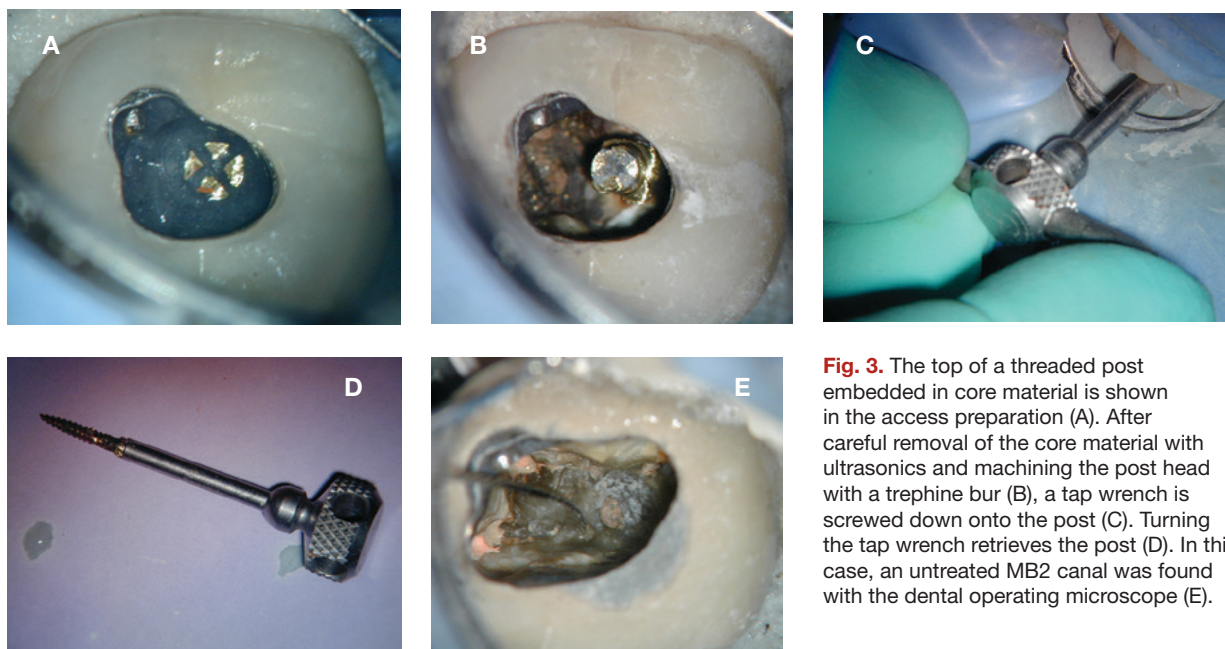 A
B
C
D
E
Fig. 3. The top of a threaded post
embedded in core material is shown
in the access preparation (A). After
careful removal of the core material with
ultrasonics and machining the post head
with a trephine bur (B), a tap wrench is
screwed down onto the post (C). Turning
the tap wrench retrieves the post (D). In thi
case, an untreated MB2 canal was found
with the dental operating microscope (E).